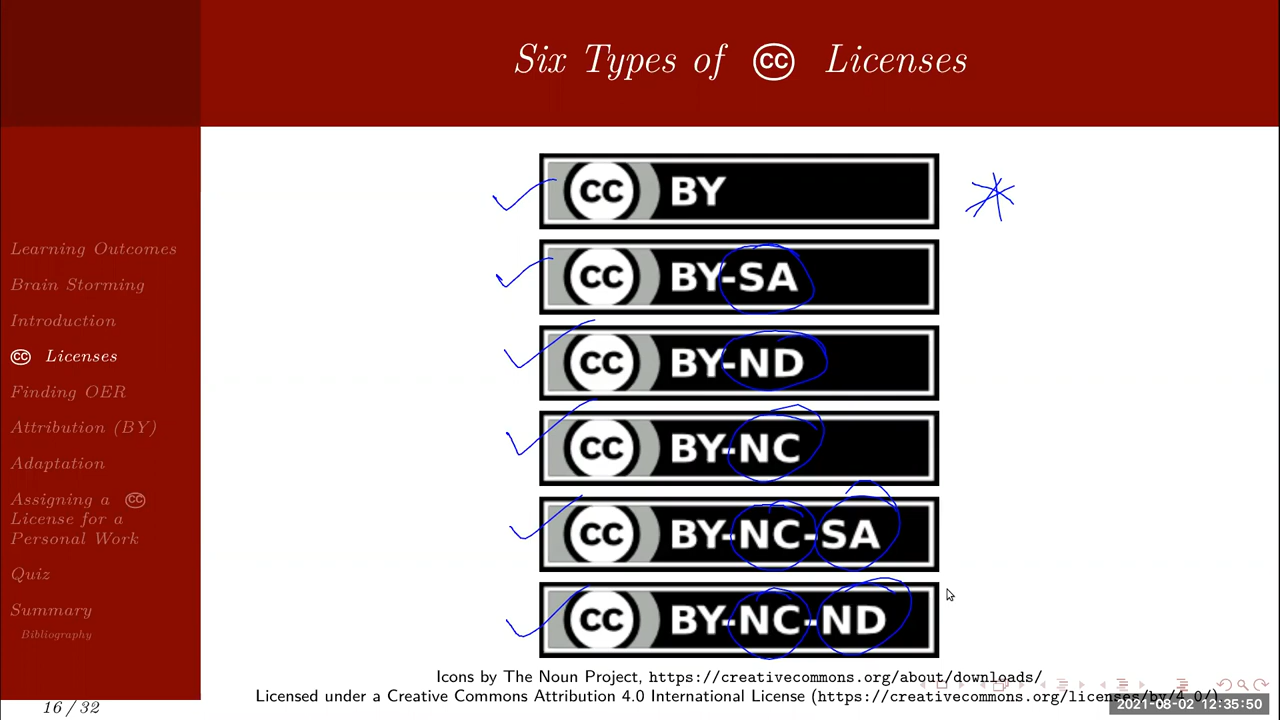 Six Types of CC Licenses
CC BY
CC BY-SA
CC BY-ND
CC BY-NC
CC BY-NC-SA
CC BY-NC-ND
Learning Outcomes
Brain Storming
Introduction
CC Licenses
Finding OER
Attribution (BY)
Adaptation
Assigning a CC
License for a
Personal Work
Quiz
Summary
Bibliography
Icons by The Noun Project, https://creativecommons.org/about/downloads/
Licensed under a Creative Commons Attribution 4.0 International License (https://creativecommons.org/licenses/by/4.0/)
16 / 32
2021-08-02 12:35:50